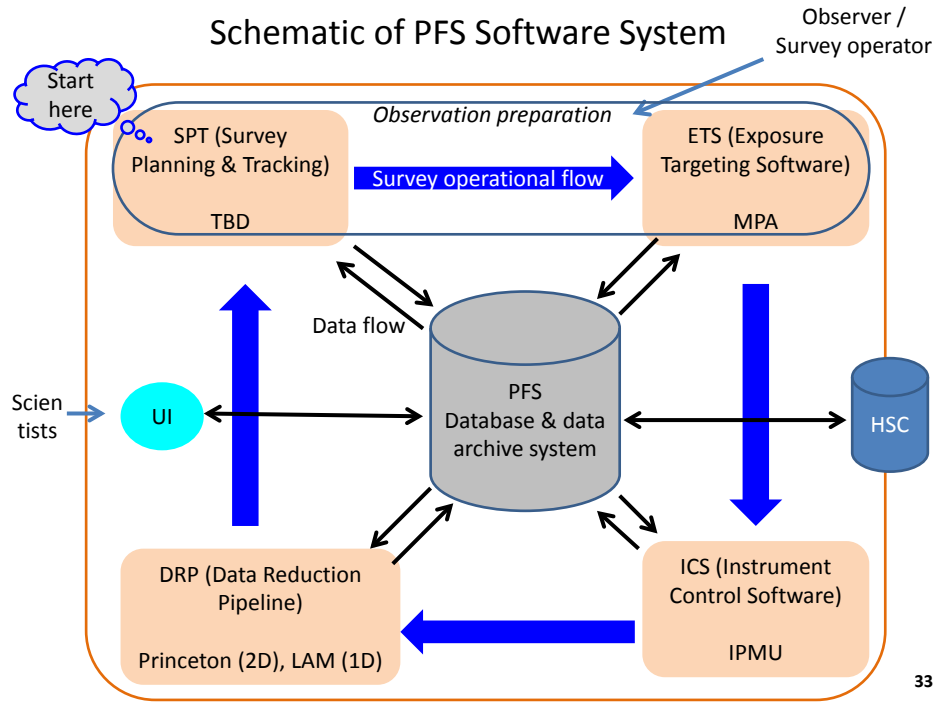 Schematic of PFS Software System
Observer /
Survey operator
Start
here
Observation preparation
SPT (Survey
Planning & Tracking)
TBD
Survey operational flow
ETS (Exposure
Targeting Software)
MPA
Data flow
Scien
tists
UI
PFS
Database & data
archive system
HSC
DRP (Data Reduction
Pipeline)
Princeton (2D), LAM (1D)
ICS (Instrument
Control Software)
IPMU
33